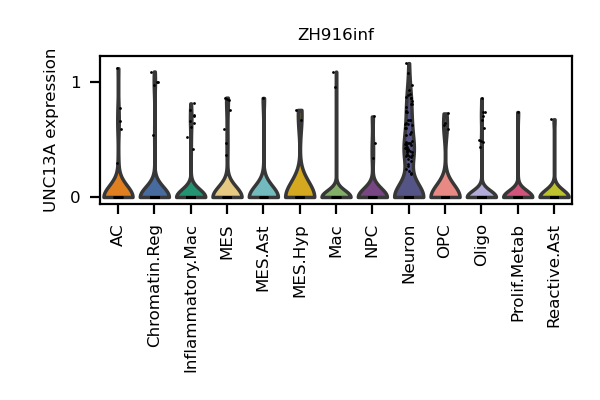 ZH916inf
UNC13A expression
1
0
AC
Chromatin.Reg
Inflammatory.Mac
MES
MES.Ast
MES.Hyp
Mac
NPC
Neuron
OPC
Oligo
Prolif.Metab
Reactive.Ast